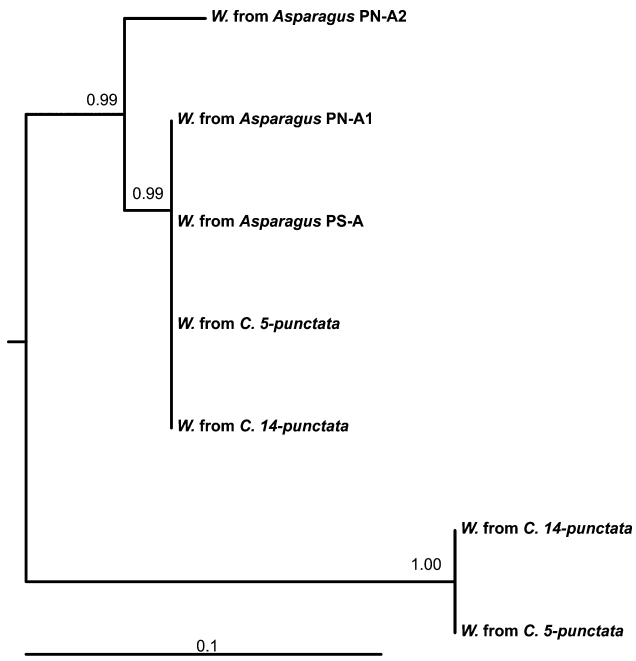 W. from Asparagus PN-A2
0.99
W. from Asparagus PN-A1
0.99
W. from Asparagus PS-A
W. from C. 5-punctata
W. from C. 14-punctata
W. from C. 14-punctata
1.00
W. from C. 5-punctata
0.1